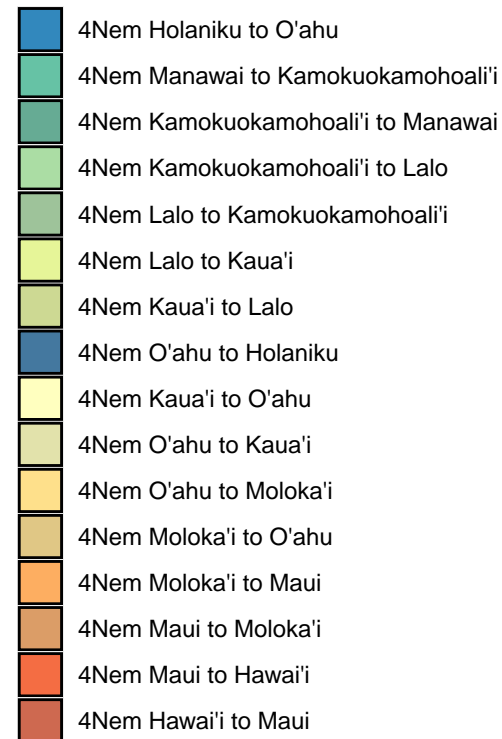 4Nem Holaniku to O'ahu
4Nem Manawai to Kamokuokamohoali'i
4Nem Kamokuokamohoali'i to Manawai
4Nem Kamokuokamohoali'i to Lalo
4Nem Lalo to Kamokuokamohoali'i
4Nem Lalo to Kaua'i
4Nem Kaua'i to Lalo
4Nem O'ahu to Holaniku
4Nem Kaua'i to O'ahu
4Nem O'ahu to Kaua'i
4Nem O'ahu to Moloka'i
4Nem Moloka'i to O'ahu
4Nem Moloka'i to Maui
4Nem Maui to Moloka'i
4Nem Maui to Hawai'i
4Nem Hawai'i to Maui